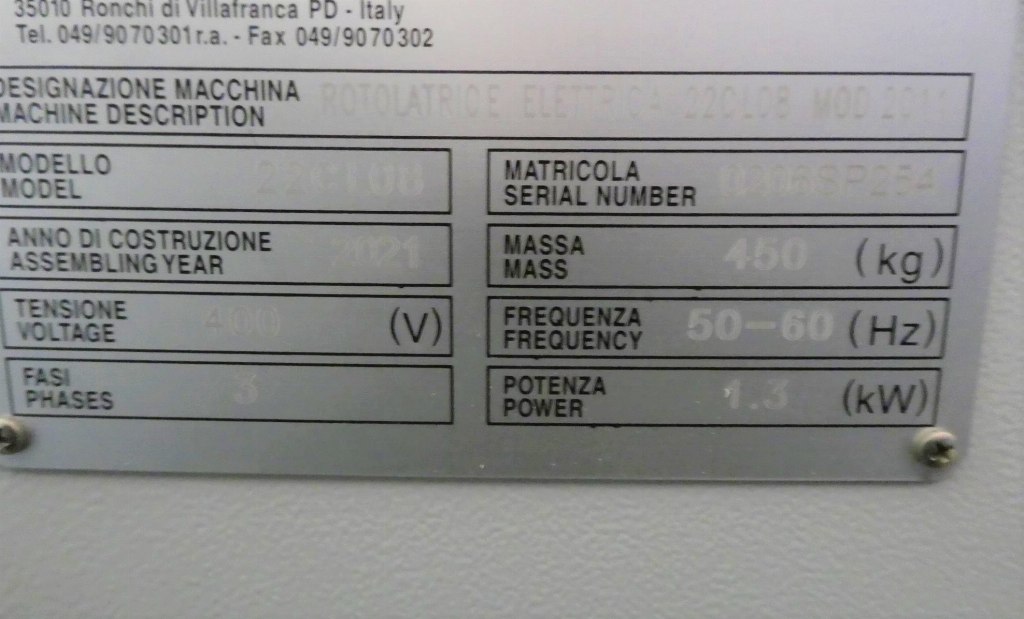 35010 Ronchi di Villafranca PD - Italy
Tel. 049/9070301 r.a. - Fax 049/9070302
DESIGNAZIONE MACCHINA
MACHINE DESCRIPTION
ROTOLATRICE ELETTRICA 22CLO8 MOD 2011
MODELLO
MODEL
MATRICOLA
SERIAL NUMBER
ANNO DI COSTRUZIONE
ASSEMBLING YEAR
2021
MASSA
MASS
450 (kg)
TENSIONE
VOLTAGE
400 (V)
FREQUENZA
FREQUENCY
50-60 (Hz)
FASI
PHASES
3
POTENZA
POWER
1.3 (kW)